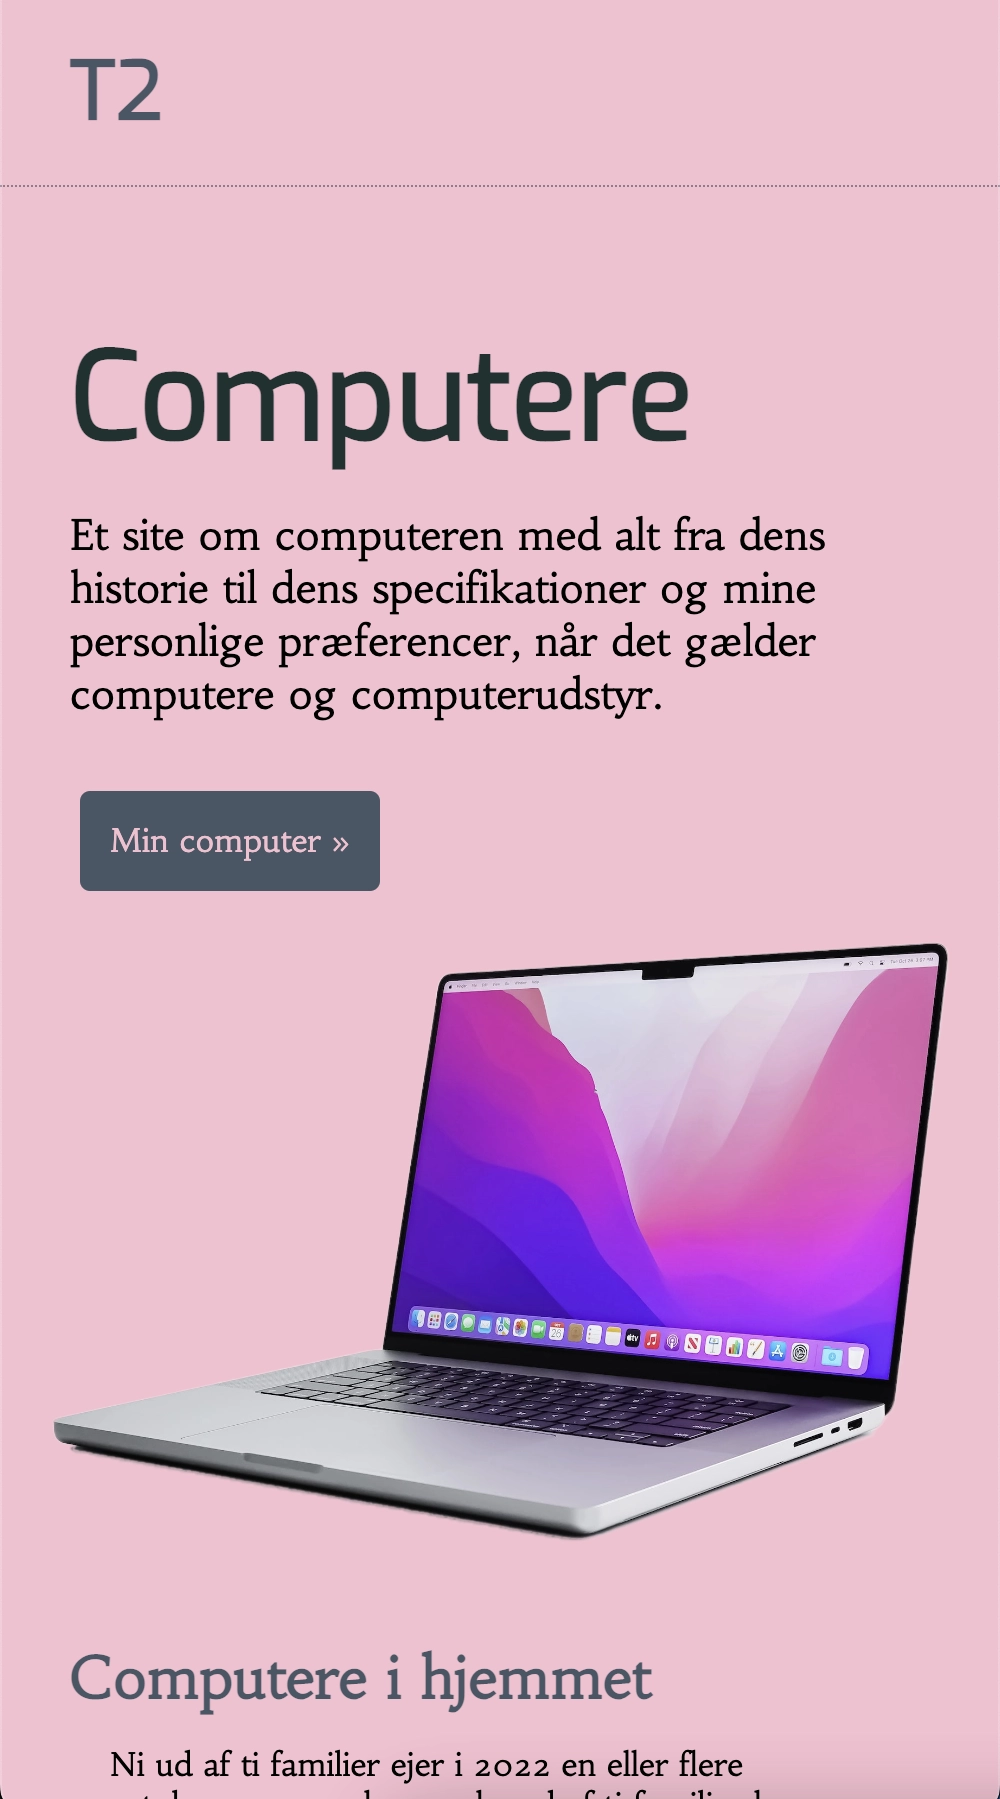 T2
Computere
Et site om computeren med alt fra dens
historie til dens specifikationer og mine
personlige præferencer, når det gælder
computere og computerudstyr.
Min computer »
Computere i hjemmet
Ni ud af ti familier ejer i 2022 en eller flere